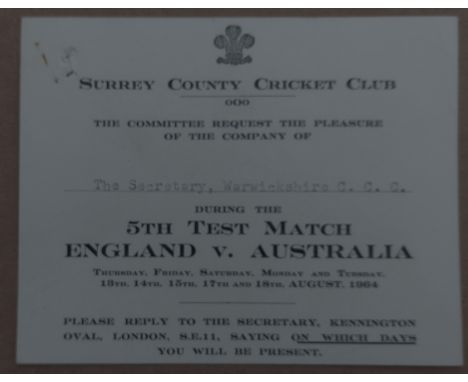 SURREY COUNTY CRICKET CLUB
OOO
THE COMMITTEE REQUEST THE PLEASURE
OF THE COMPANY OF
The Secretary, Warwickshire C. C. C.
DURING THE
5TH TEST MATCH
ENGLAND v. AUSTRALIA
THURSDAY, FRIDAY, SATURDAY, MONDAY AND TUESDAY,
13TH, 14TH, 15TH, 17TH AND 18TH, AUGUST, 1964
PLEASE REPLY TO THE SECRETARY, KENNINGTON
OVAL, LONDON, S.E.11, SAYING ON WHICH DAYS
YOU WILL BE PRESENT.